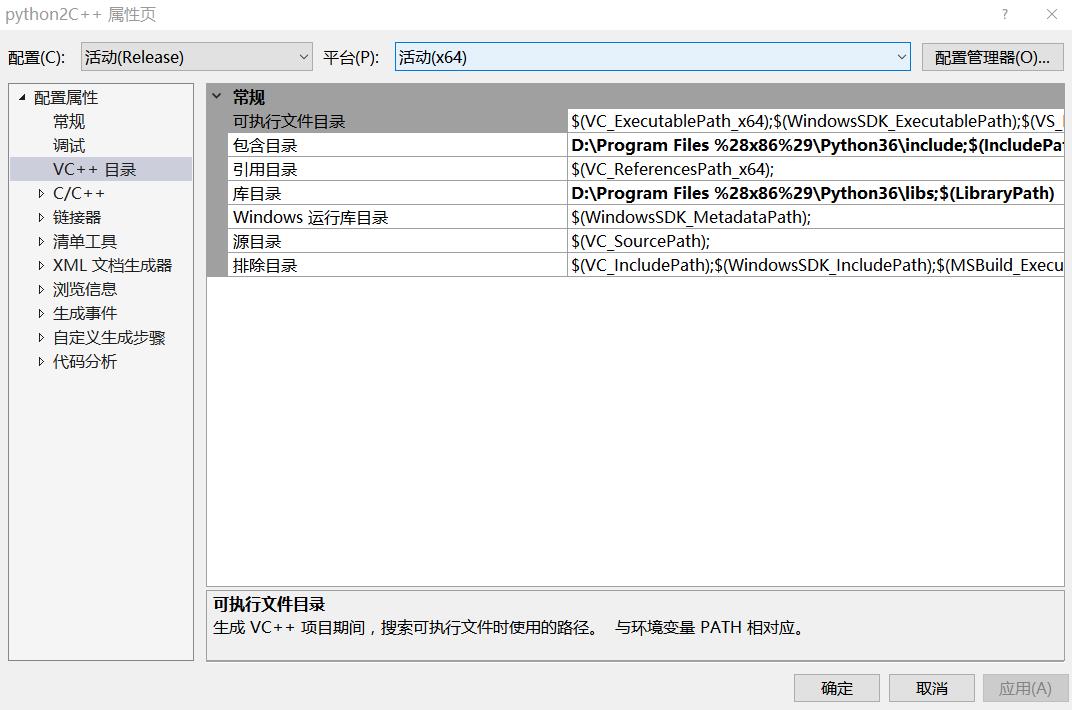 python2C++ 属性页
配置(C): 活动(Release) 平台(P): 活动(x64) 配置管理器(O)...
配置属性
常规
调试
VC++ 目录
C/C++
链接器
清单工具
XML 文档生成器
浏览信息
生成事件
自定义生成步骤
代码分析
常规
可执行文件目录 $(VC_ExecutablePath_x64);$(WindowsSDK_ExecutablePath);$(VS_
包含目录 D:\Program Files %28x86%29\Python36\include;$(IncludePa
引用目录 $(VC_ReferencesPath_x64);
库目录 D:\Program Files %28x86%29\Python36\libs;$(LibraryPath)
Windows 运行库目录 $(WindowsSDK_MetadataPath);
源目录 $(VC_SourcePath);
排除目录 $(VC_IncludePath);$(WindowsSDK_IncludePath);$(MSBuild_Execu
可执行文件目录
生成 VC++ 项目期间，搜索可执行文件时使用的路径。 与环境变量 PATH 相对应。
确定 取消 应用(A)